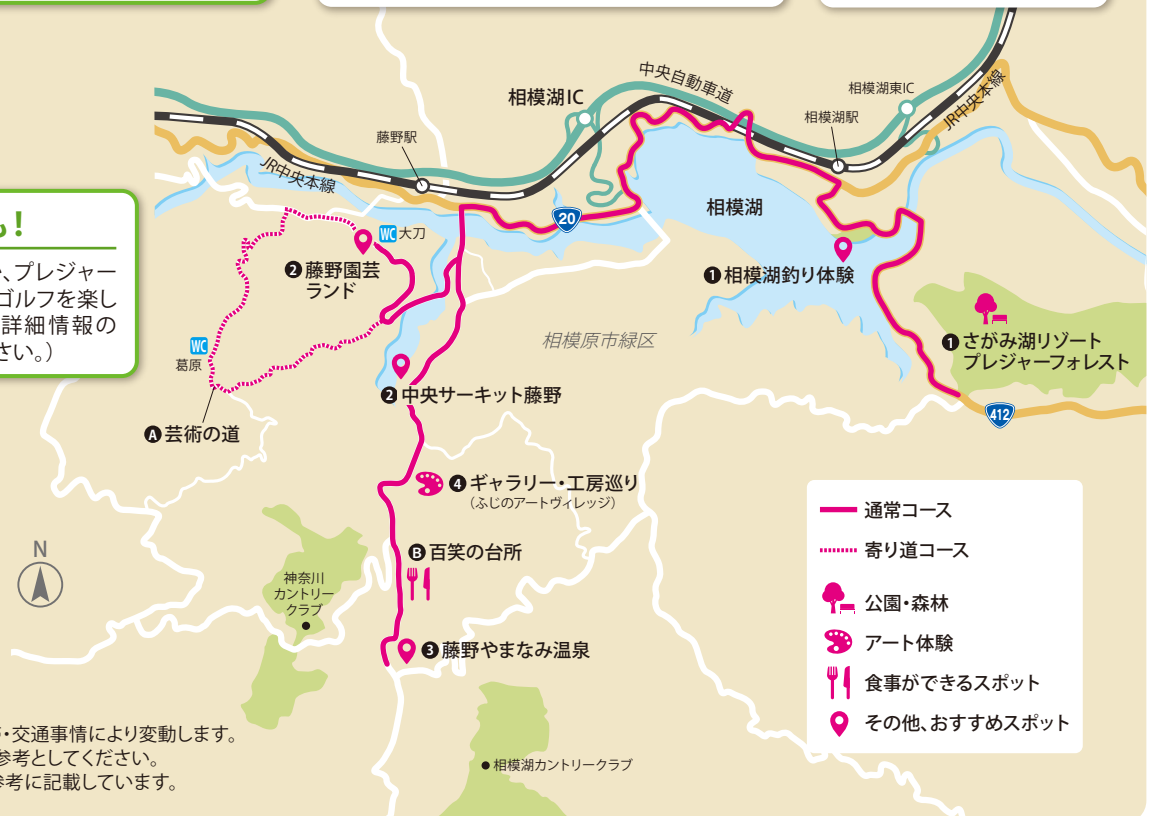 中央自動車道
相模湖IC
相模湖東IC
相模湖駅
JR中央本線
藤野駅
JR中央本線
20
相模湖
WC 大刀
も!
、プレジャー
ゴルフを楽し
詳細情報の
さい。）
❷藤野園芸
ランド
❶相模湖釣り体験
相模原市緑区
❶さがみ湖リゾート
プレジャーフォレスト
WC
葛原
❷中央サーキット藤野
412
Ⓐ芸術の道
❹ギャラリー・工房巡り
（ふじのアートヴィレッジ）
通常コース
寄り道コース
公園・森林
アート体験
食事ができるスポット
その他、おすすめスポット
N
Ⓑ百笑の台所
神奈川
カントリー
クラブ
❸藤野やまなみ温泉
・交通事情により変動します。
参考としてください。
参考に記載しています。
相模湖カントリークラブ